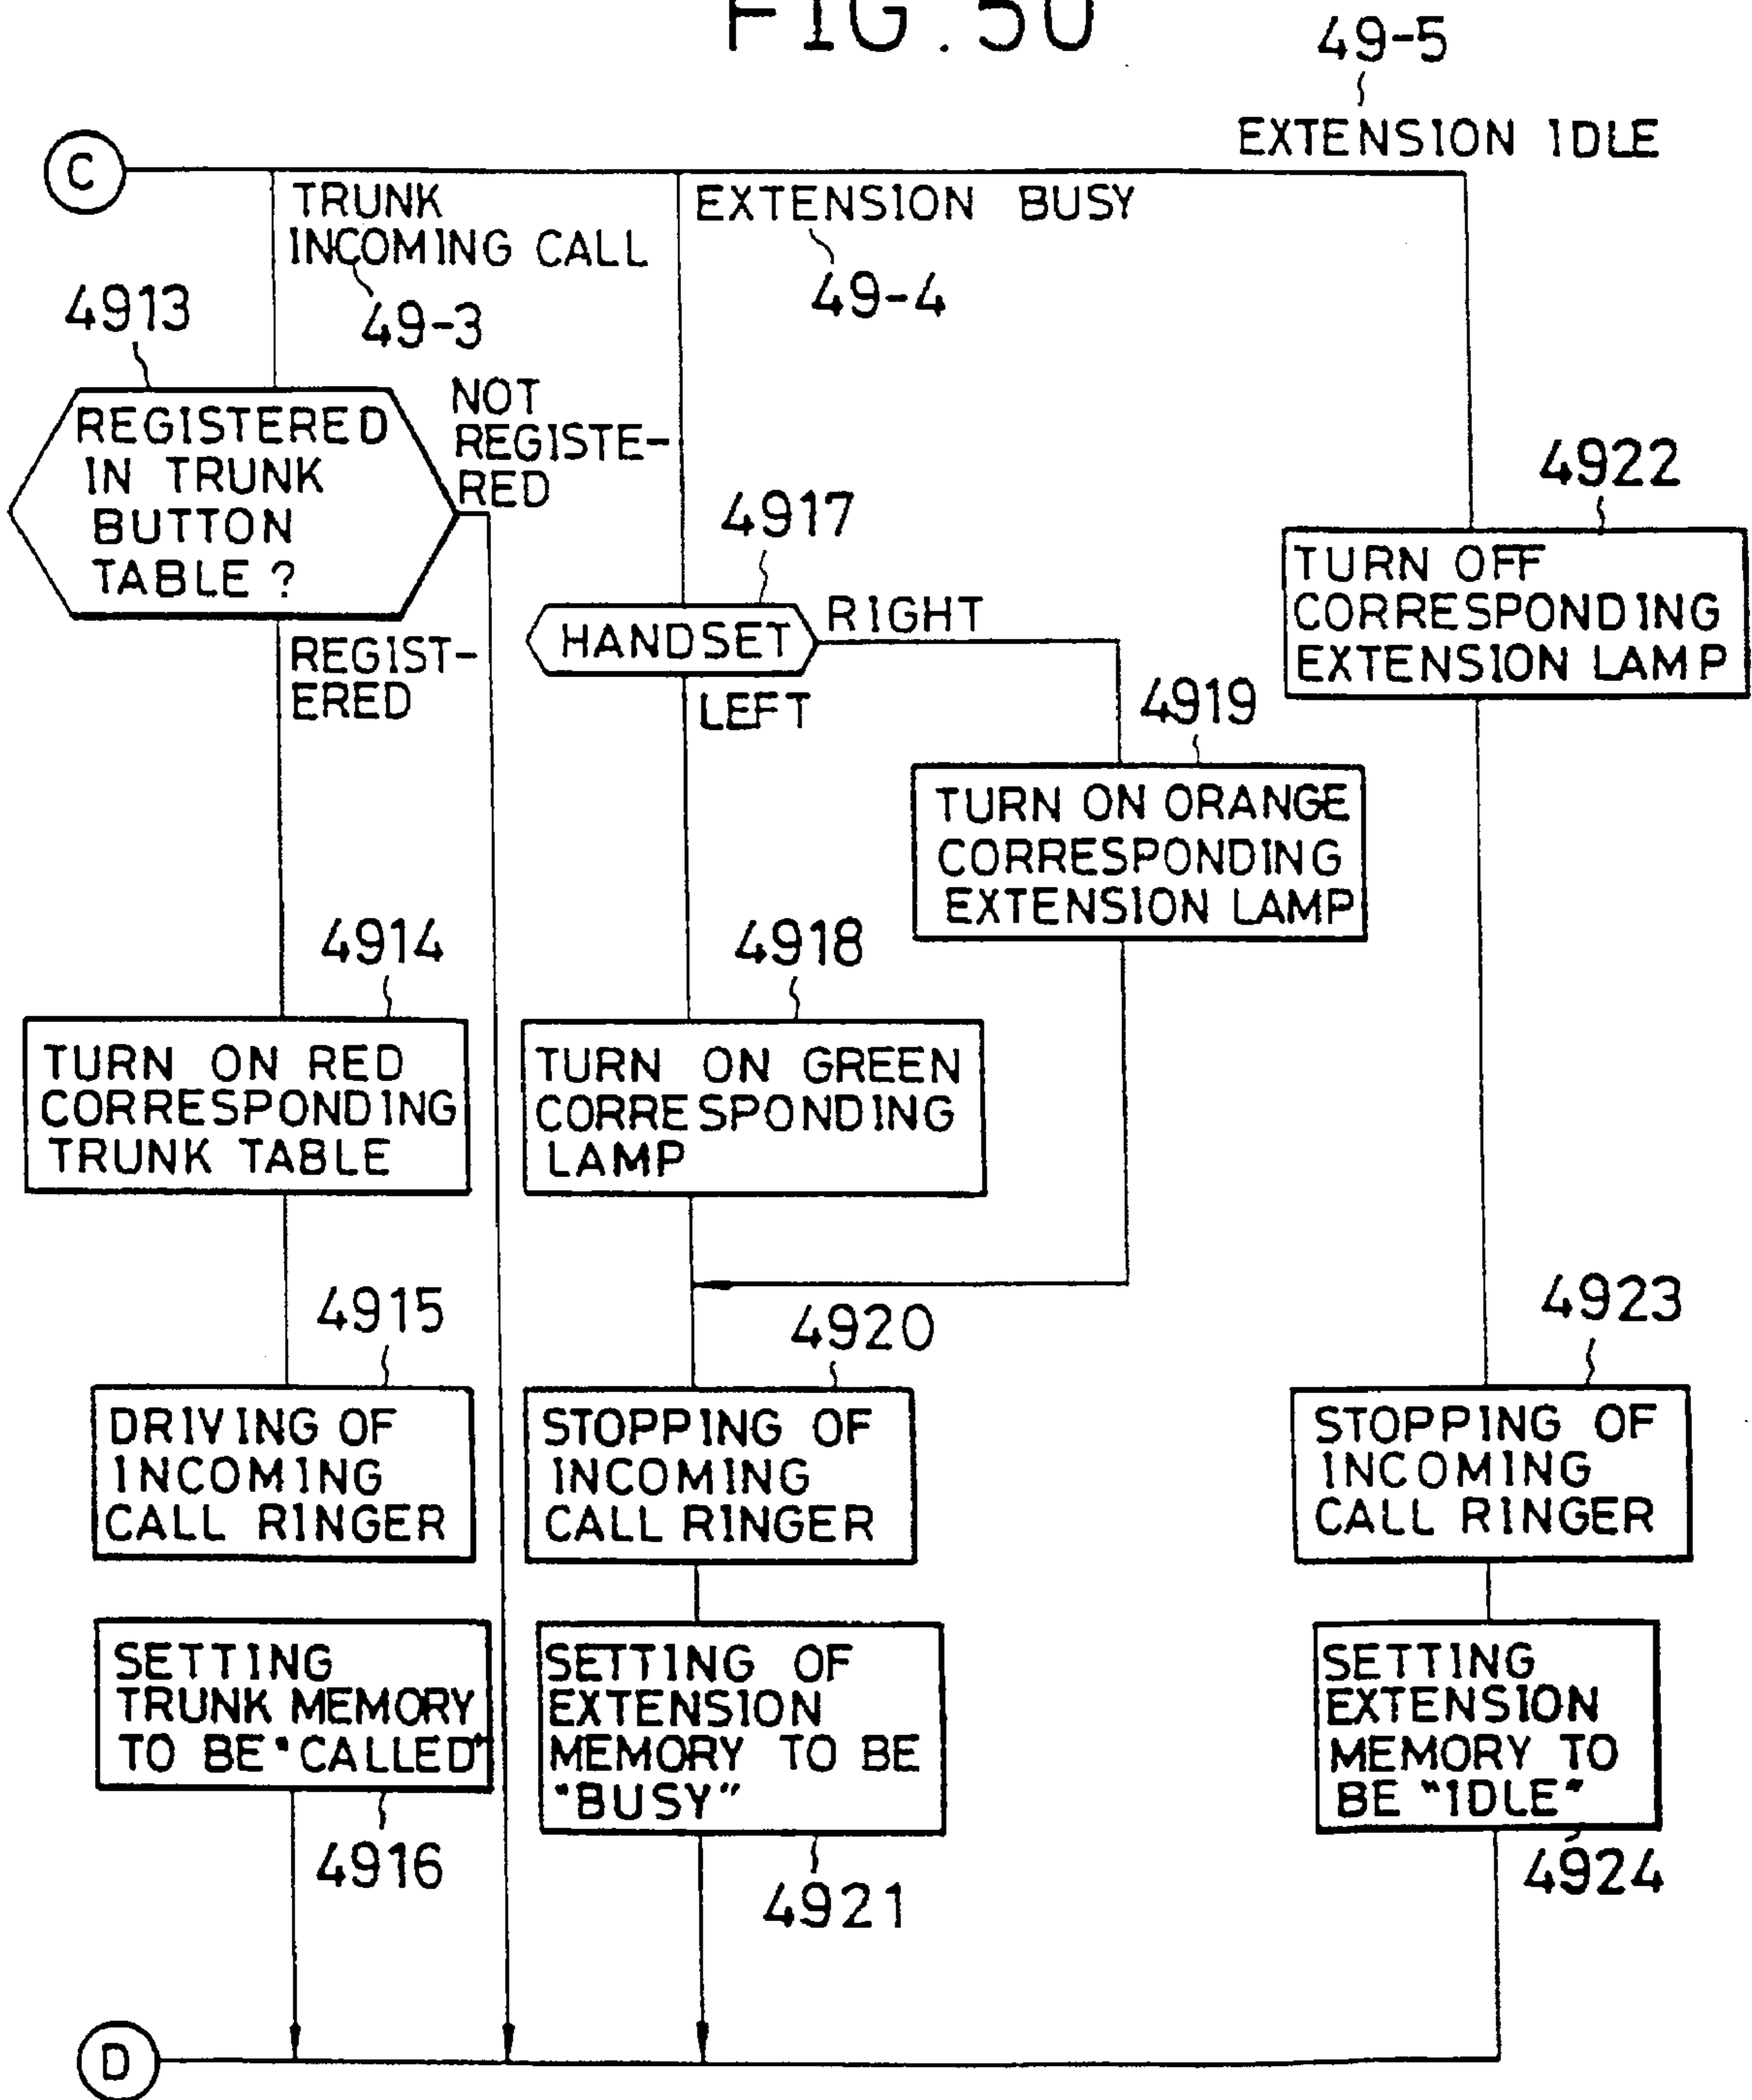 FIG. 50
49-5
EXTENSION IDLE
C
TRUNK
INCOMING CALL
49-3
EXTENSION BUSY
49-4
4913
REGISTERED
IN TRUNK
BUTTON
TABLE ?
NOT
REGISTE-
RED
REGIST-
ERED
4917
HANDSET
RIGHT
LEFT
4922
TURN OFF
CORRESPONDING
EXTENSION LAMP
4919
TURN ON ORANGE
CORRESPONDING
EXTENSION LAMP
4914
TURN ON RED
CORRESPONDING
TRUNK TABLE
4918
TURN ON GREEN
CORRESPONDING
LAMP
4915
DRIVING OF
INCOMING
CALL RINGER
4920
STOPPING OF
INCOMING
CALL RINGER
4923
STOPPING OF
INCOMING
CALL RINGER
SETTING
TRUNK MEMORY
TO BE "CALLED"
4916
SETTING OF
EXTENSION
MEMORY TO BE
"BUSY"
4921
SETTING
EXTENSION
MEMORY TO
BE "IDLE"
4924
D